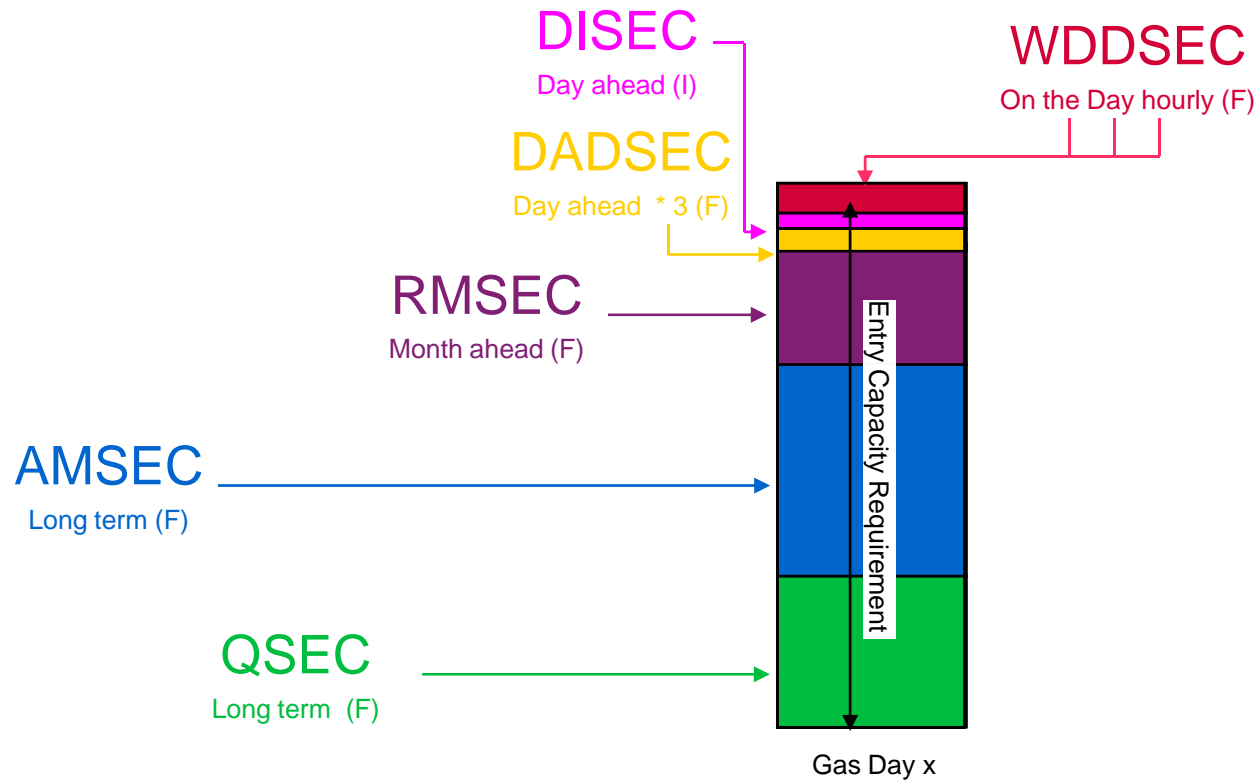 DISEC
Day ahead (I)
WDDSEC
On the Day hourly (F)
DADSEC
Day ahead * 3 (F)
RMSEC
Month ahead (F)
Entry Capacity Requirement
AMSEC
Long term (F)
QSEC
Long term (F)
Gas Day x